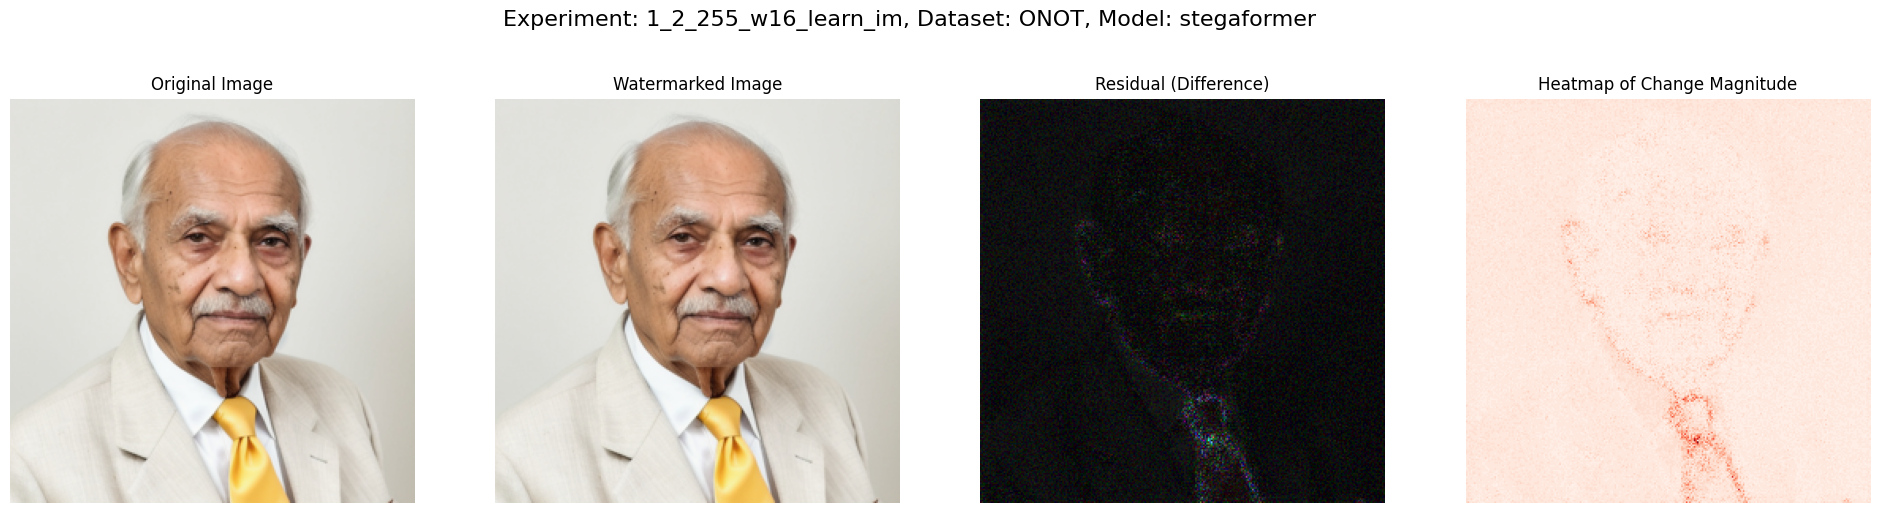 Experiment: 1_2_255_w16_learn_im, Dataset: ONOT, Model: stegaformer
Original Image
Watermarked Image
Residual (Difference)
Heatmap of Change Magnitude